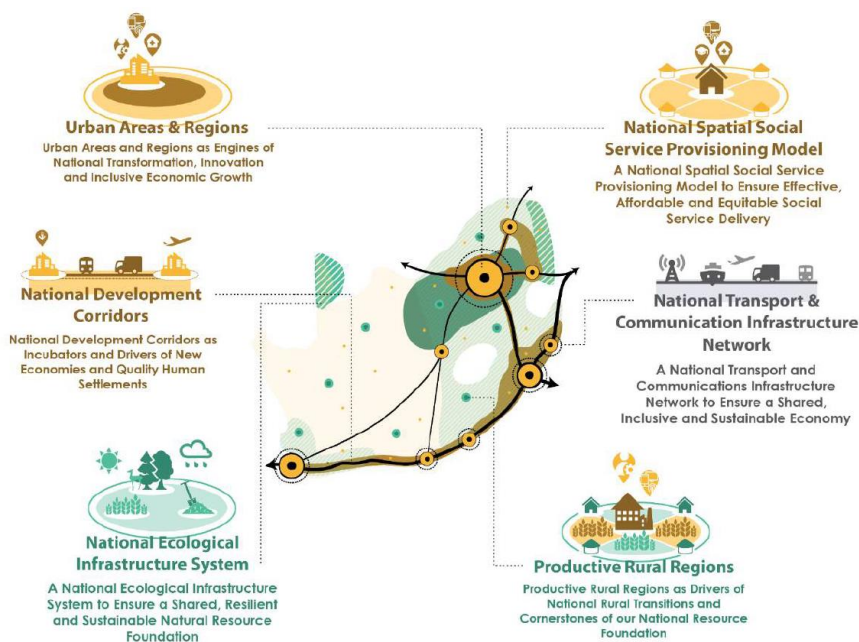 Urban Areas & Regions
Urban Areas and Regions as Engines of
National Transformation, Innovation
and Inclusive Economic Growth
National Spatial Social
Service Provisioning Model
A National Spatial Social Service
Provisioning Model to Ensure Effective,
Affordable and Equitable Social
Service Delivery
National Development
Corridors
National Development Corridors as
Incubators and Drivers of New
Economies and Quality Human
Settlements
National Transport &
Communication Infrastructure
Network
A National Transport and
Communications Infrastructure
Network to Ensure a Shared,
Inclusive and Sustainable Economy
National Ecological
Infrastructure System
A National Ecological Infrastructure
System to Ensure a Shared, Resilient
and Sustainable Natural Resource
Foundation
Productive Rural Regions
Productive Rural Regions as Drivers of
National Rural Transitions and
Cornerstones of our National Resource
Foundation